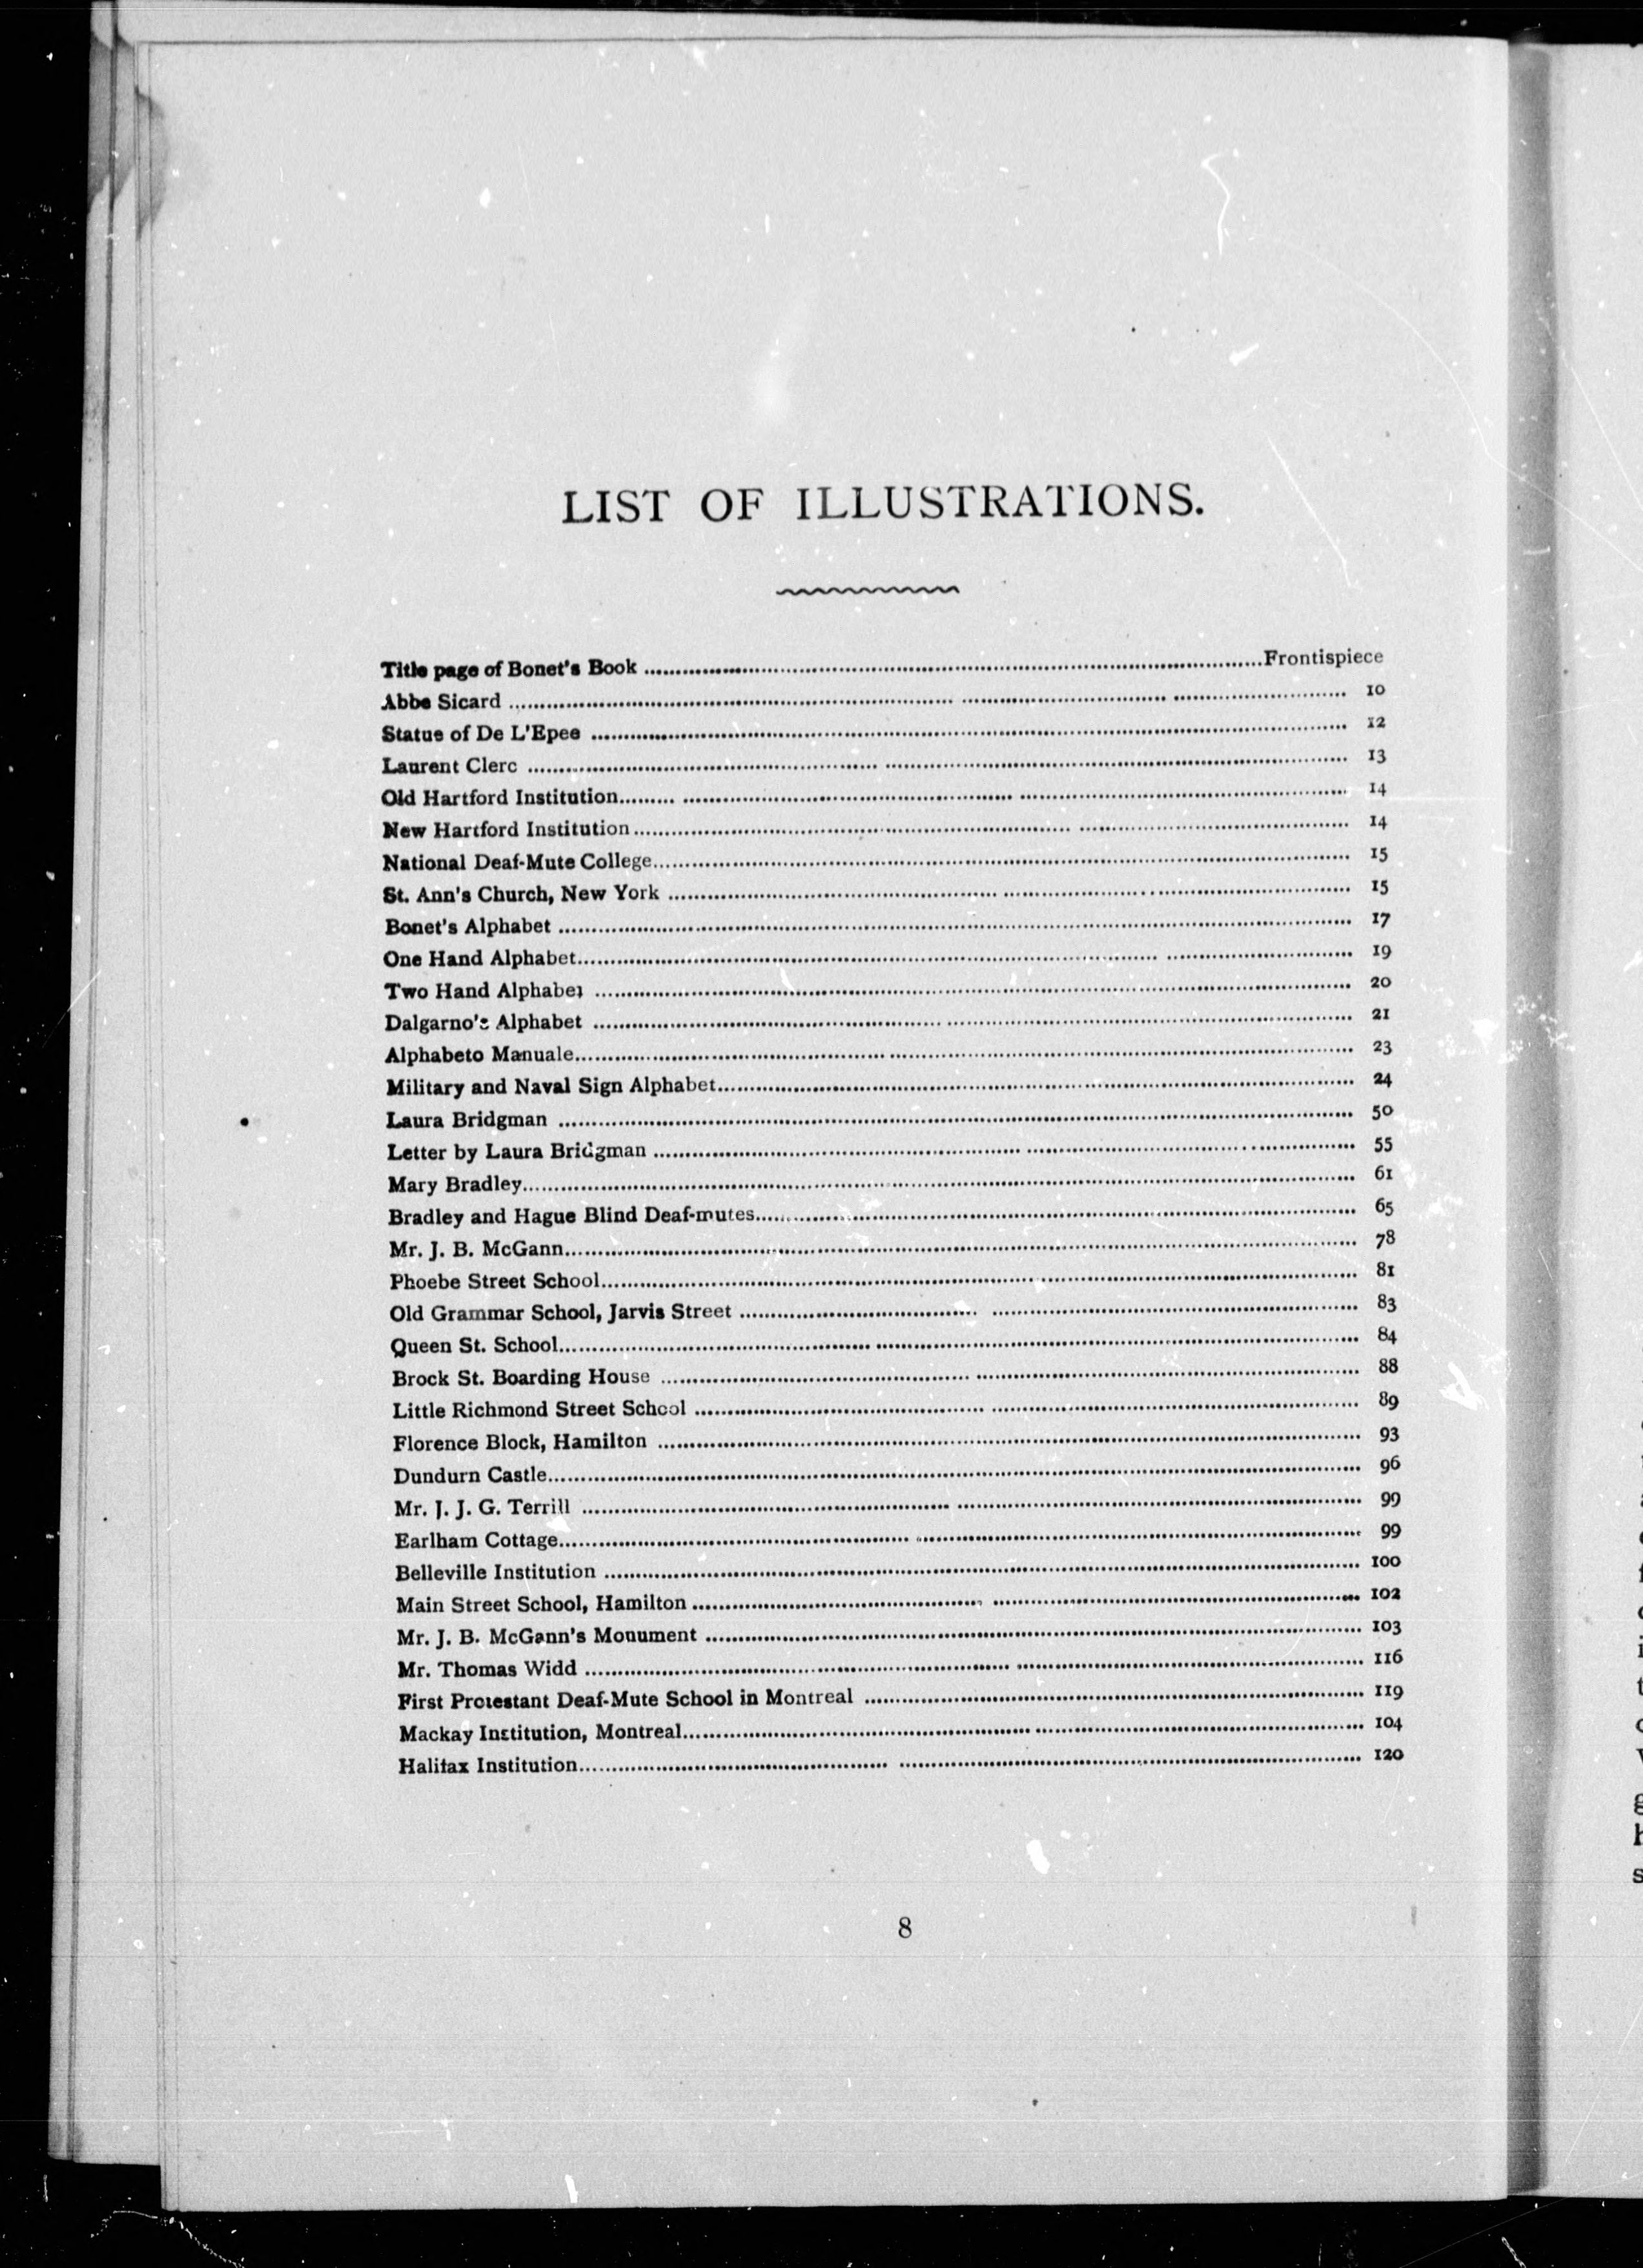 LIST OF ILLUSTRATIONS.
Title page of Bonet's Book ........ Frontispiece
Abbe Sicard ........ 10
Statue of De L'Epee ........ 12
Laurent Clerc ........ 13
Old Hartford Institution ........ 14
New Hartford Institution ........ 14
National Deaf-Mute College ........ 15
St. Ann's Church, New York ........ 15
Bonet's Alphabet ........ 17
One Hand Alphabet ........ 19
Two Hand Alphabet ........ 20
Dalgarno's Alphabet ........ 21
Alphabeto Manuale ........ 23
Military and Naval Sign Alphabet ........ 24
Laura Bridgman ........ 50
Letter by Laura Bridgman ........ 55
Mary Bradley ........ 61
Bradley and Hague Blind Deaf-mutes ........ 65
Mr. J. B. McGann ........ 78
Phoebe Street School ........ 81
Old Grammar School, Jarvis Street ........ 83
Queen St. School ........ 84
Brock St. Boarding House ........ 88
Little Richmond Street School ........ 89
Florence Block, Hamilton ........ 93
Dundurn Castle ........ 96
Mr. J. J. G. Terrill ........ 99
Earlham Cottage ........ 99
Belleville Institution ........ 100
Main Street School, Hamilton ........ 102
Mr. J. B. McGann's Monument ........ 103
Mr. Thomas Widd ........ 116
First Protestant Deaf-Mute School in Montreal ........ 119
Mackay Institution, Montreal ........ 104
Halifax Institution ........ 120
8